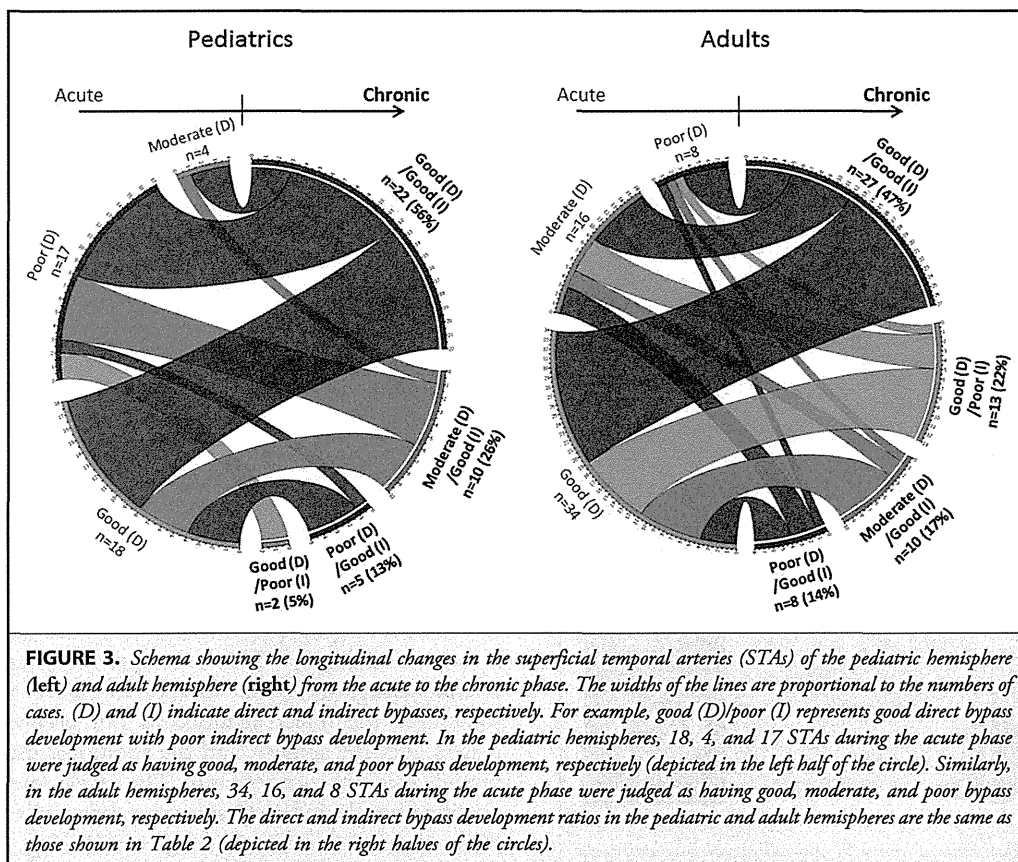 Pediatrics
Acute
Chronic
Moderate (D)
n=4
Good (D)
/Good (I)
n=22 (56%)
Poor (D)
n=17
Moderate (D)
/Good (I)
n=10 (26%)
Good (D)
n=18
Poor (D)
/Good (I)
n=5 (13%)
Good (D)
/Poor (I)
n=2 (5%)
Adults
Acute
Chronic
Poor (D)
n=8
Good (D)
/Good (I)
n=27 (47%)
Moderate (D)
n=16
Good (D)
/Poor (I)
n=13 (22%)
Good (D)
n=34
Moderate (D)
/Good (I)
n=10 (17%)
Poor (D)
/Good (I)
n=8 (14%)
FIGURE 3. Schema showing the longitudinal changes in the superficial temporal arteries (STAs) of the pediatric hemisphere
(left) and adult hemisphere (right) from the acute to the chronic phase. The widths of the lines are proportional to the numbers of
cases. (D) and (I) indicate direct and indirect bypasses, respectively. For example, good (D)/poor (I) represents good direct bypass
development with poor indirect bypass development. In the pediatric hemispheres, 18, 4, and 17 STAs during the acute phase
were judged as having good, moderate, and poor bypass development, respectively (depicted in the left half of the circle). Similarly,
in the adult hemispheres, 34, 16, and 8 STAs during the acute phase were judged as having good, moderate, and poor bypass
development, respectively. The direct and indirect bypass development ratios in the pediatric and adult hemispheres are the same as
those shown in Table 2 (depicted in the right halves of the circles).